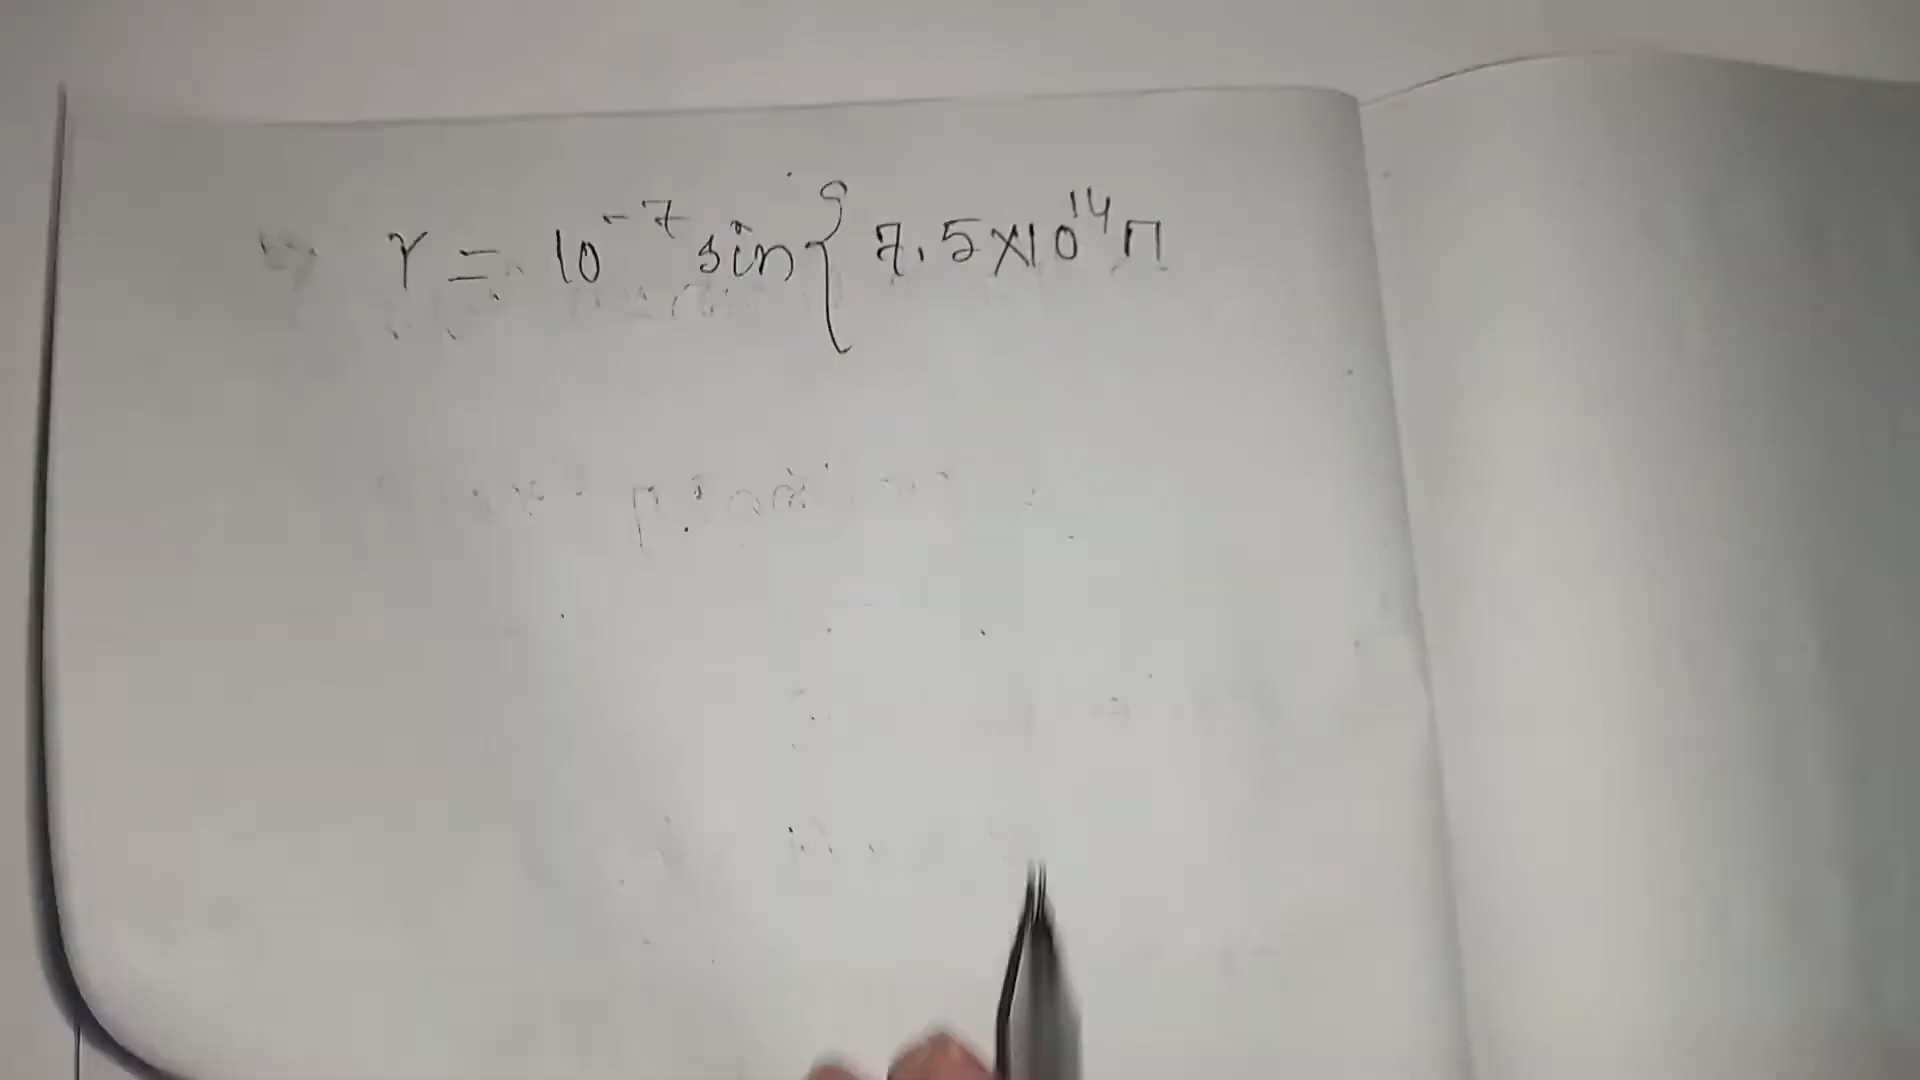 Y = 10⁻⁷ sin{ 7.5×10¹⁴π